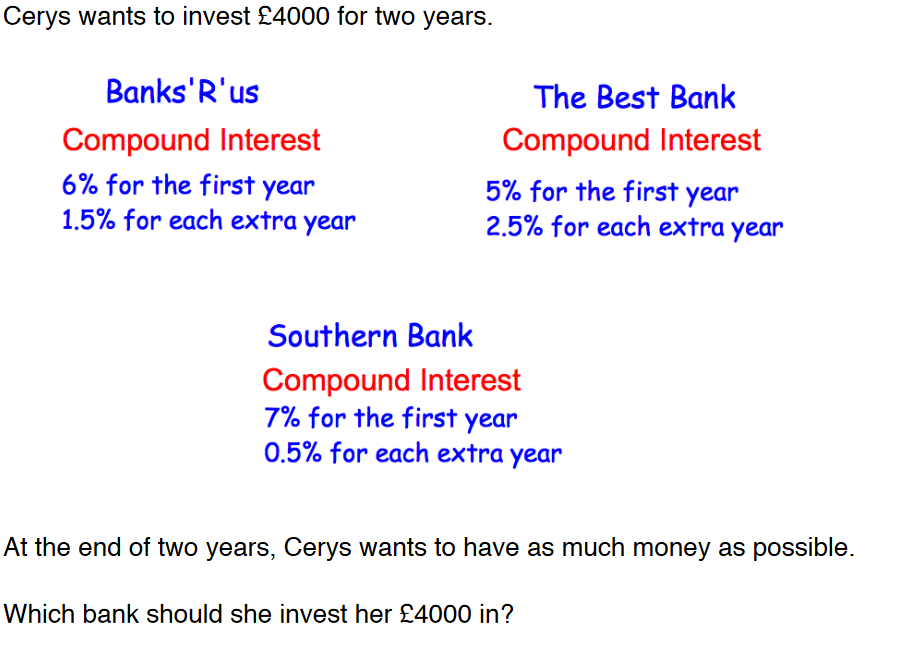 Cerys wants to invest £4000 for two years.
Banks'R'us
Compound Interest
6% for the first year
1.5% for each extra year
The Best Bank
Compound Interest
5% for the first year
2.5% for each extra year
Southern Bank
Compound Interest
7% for the first year
0.5% for each extra year
At the end of two years, Cerys wants to have as much money as possible.
Which bank should she invest her £4000 in?